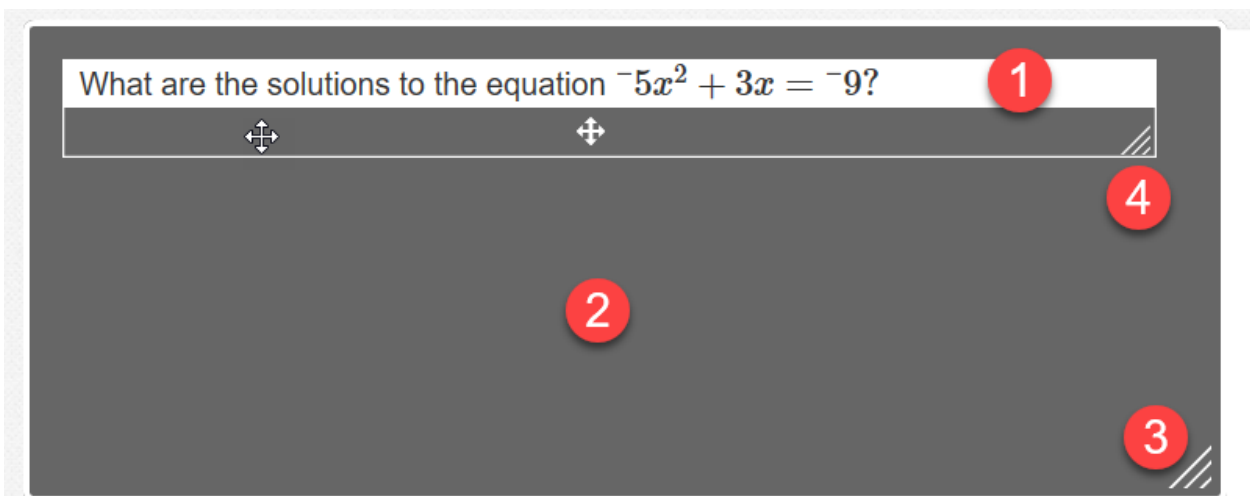 What are the solutions to the equation ⁻5x² + 3x = ⁻9?
1
4
2
3